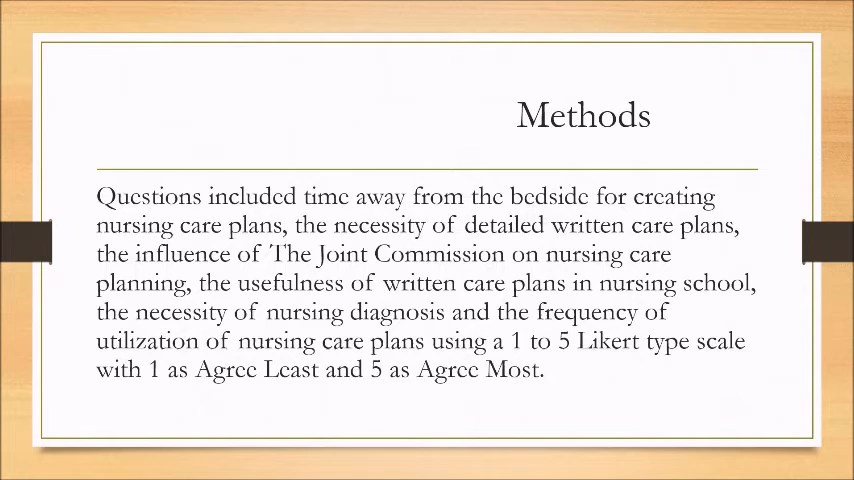 Methods
Questions included time away from the bedside for creating
nursing care plans, the necessity of detailed written care plans,
the influence of The Joint Commission on nursing care
planning, the usefulness of written care plans in nursing school,
the necessity of nursing diagnosis and the frequency of
utilization of nursing care plans using a 1 to 5 Likert type scale
with 1 as Agree Least and 5 as Agree Most.